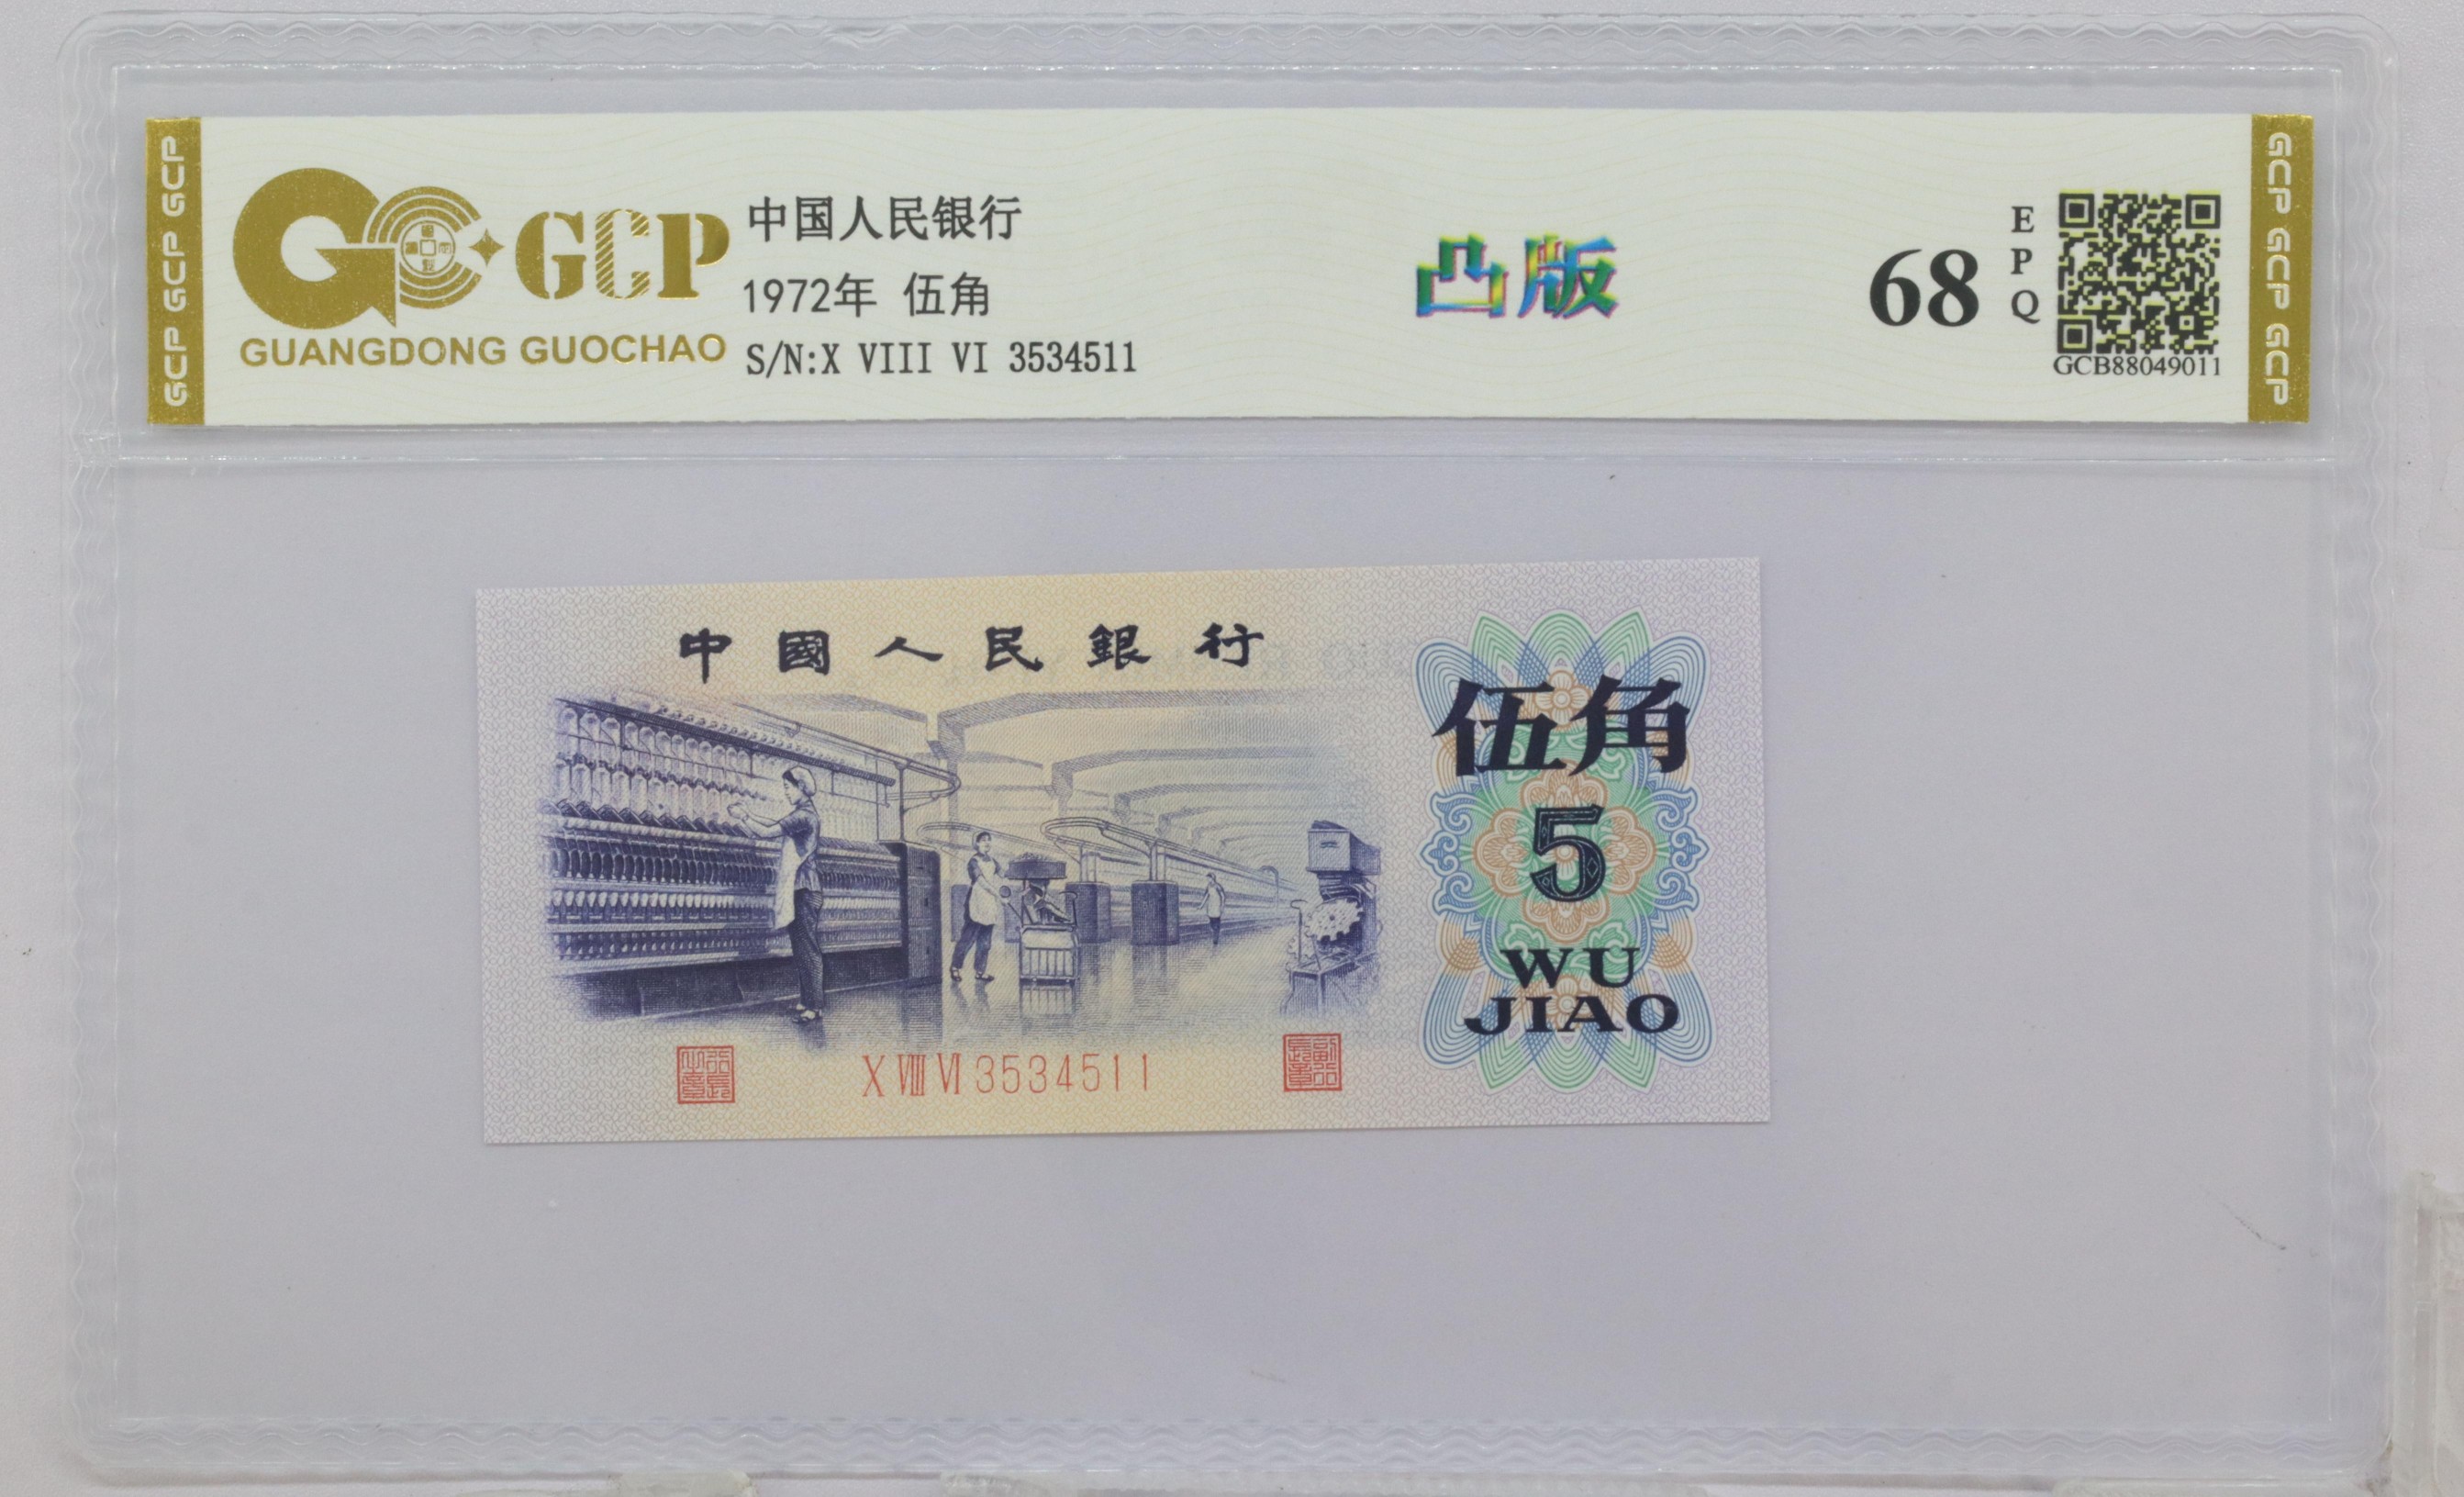 GCP GCP GCP
GCP
GUANGDONG GUOCHAO
中国人民银行
1972年 伍角
S/N:X VIII VI 3534511
凸版
68
EPQ
GCB88049011
GCP GCP GCP
中國人民銀行
伍角
5
WU
JIAO
X VIII VI 3534511